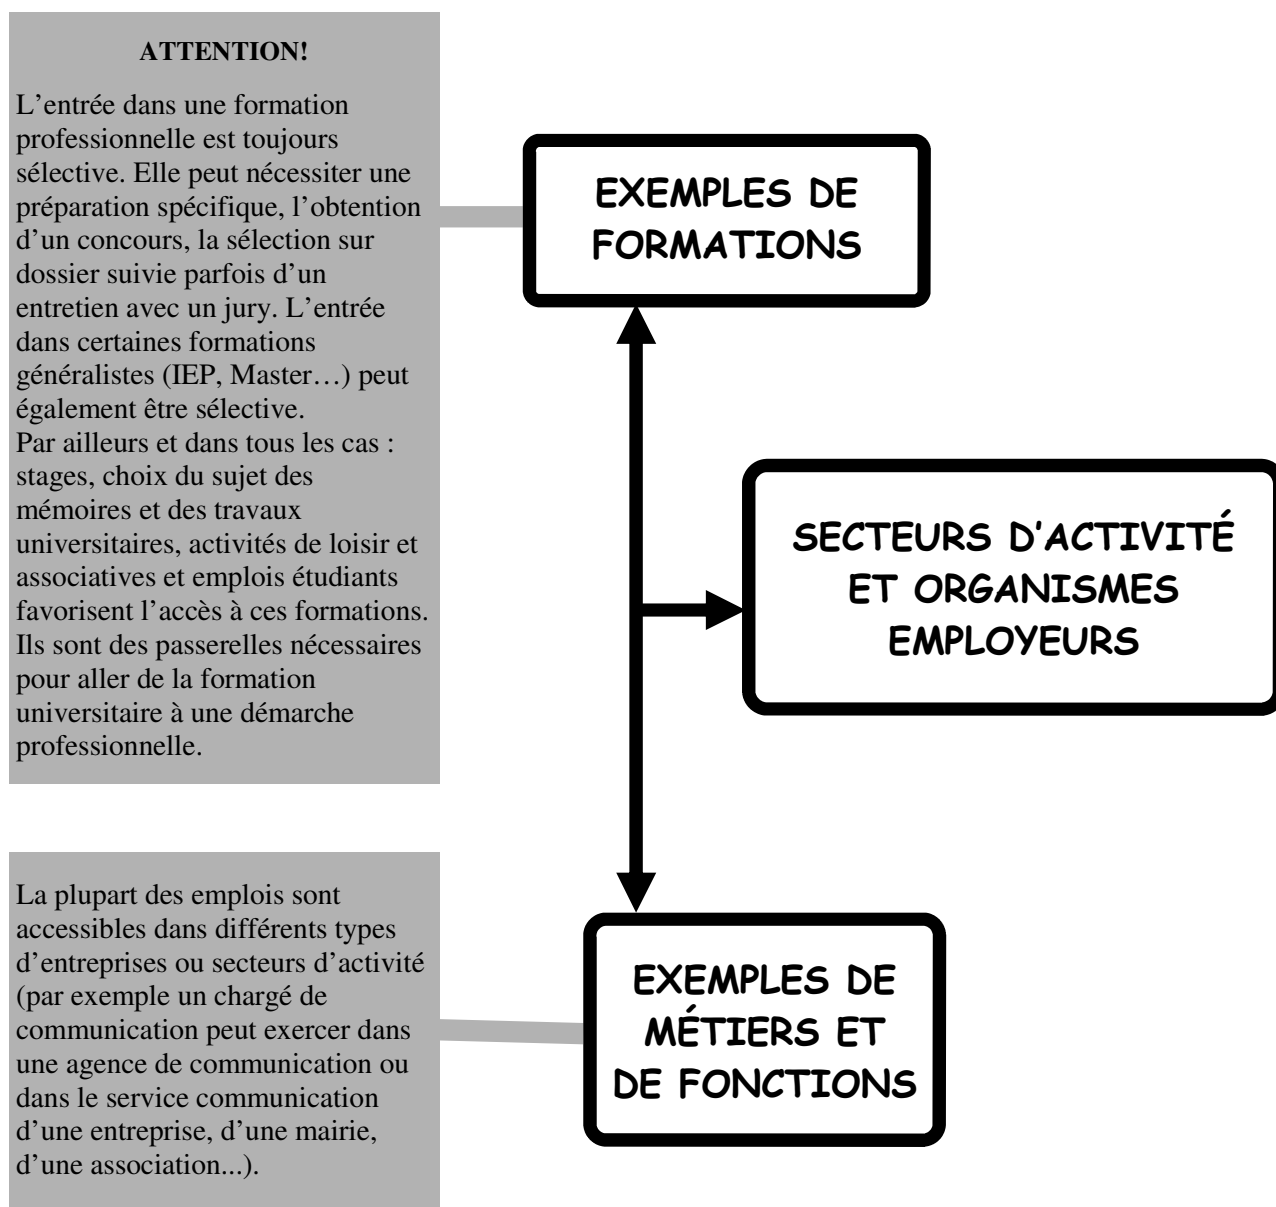 ATTENTION!
L’entrée dans une formation
professionnelle est toujours
sélective. Elle peut nécessiter une
préparation spécifique, l’obtention
d’un concours, la sélection sur
dossier suivie parfois d’un
entretien avec un jury. L’entrée
dans certaines formations
généralistes (IEP, Master…) peut
également être sélective.
Par ailleurs et dans tous les cas :
stages, choix du sujet des
mémoires et des travaux
universitaires, activités de loisir et
associatives et emplois étudiants
favorisent l’accès à ces formations.
Ils sont des passerelles nécessaires
pour aller de la formation
universitaire à une démarche
professionnelle.
EXEMPLES DE
FORMATIONS
SECTEURS D’ACTIVITÉ
ET ORGANISMES
EMPLOYEURS
La plupart des emplois sont
accessibles dans différents types
d’entreprises ou secteurs d’activité
(par exemple un chargé de
communication peut exercer dans
une agence de communication ou
dans le service communication
d’une entreprise, d’une mairie,
d’une association...).
EXEMPLES DE
MÉTIERS ET
DE FONCTIONS